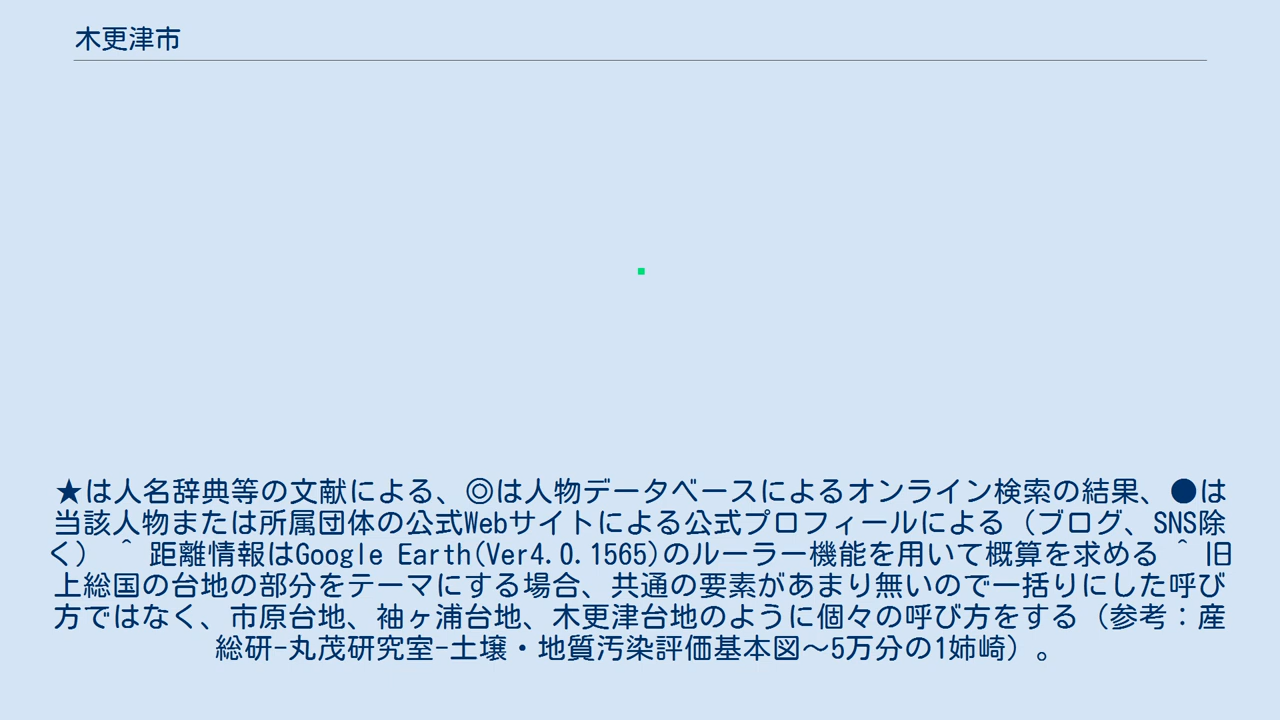 木更津市
★は人名辞典等の文献による、◎は人物データベースによるオンライン検索の結果、●は
当該人物または所属団体の公式Webサイトによる公式プロフィールによる（ブログ、SNS除
く） ^ 距離情報はGoogle Earth(Ver4.0.1565)のルーラー機能を用いて概算を求める ^ 旧
上総国の台地の部分をテーマにする場合、共通の要素があまり無いので一括りにした呼び
方ではなく、市原台地、袖ヶ浦台地、木更津台地のように個々の呼び方をする（参考：産
総研-丸茂研究室-土壌・地質汚染評価基本図～5万分の1姉崎）。